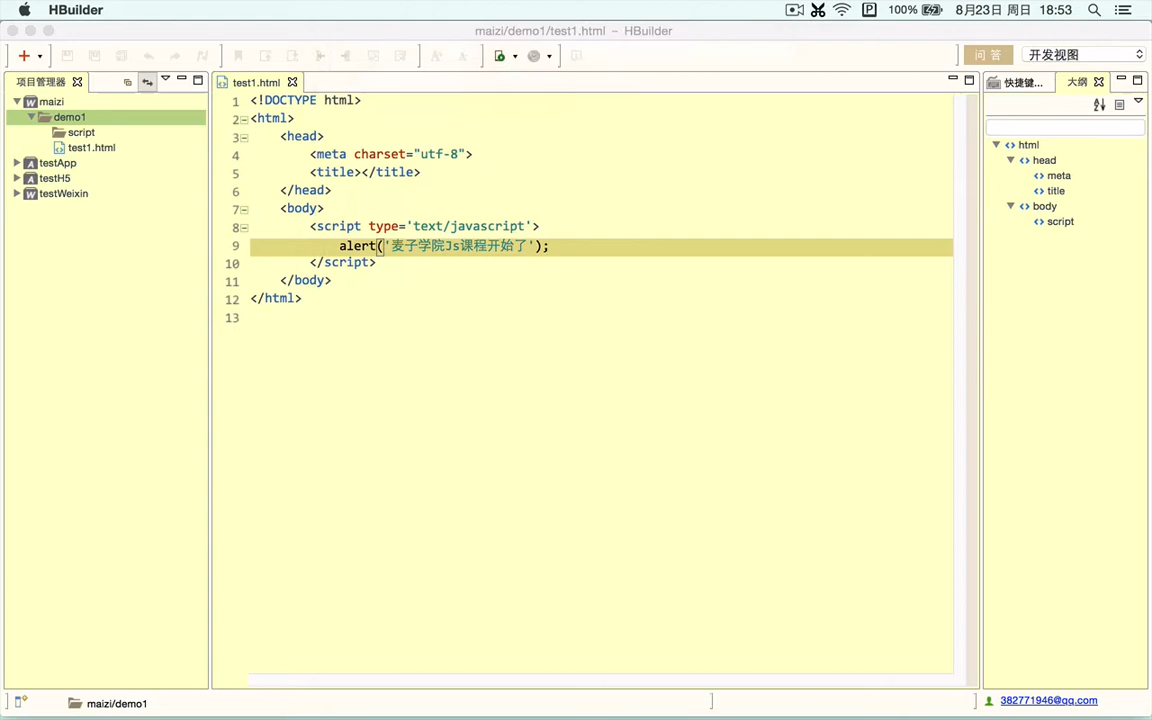 HBuilder
100%
8月23日 周日
18:53
maizi/demo1/test1.html – HBuilder
问 答
开发视图
项目管理器
maizi
demo1
script
test1.html
testApp
testH5
testWeixin
test1.html
1 <!DOCTYPE html>
2 <html>
3 <head>
4 <meta charset="utf-8">
5 <title></title>
6 </head>
7 <body>
8 <script type='text/javascript'>
9 alert('麦子学院Js课程开始了');
10 </script>
11 </body>
12 </html>
13
快捷键...
大纲
html
head
meta
title
body
script
maizi/demo1
382771946@qq.com